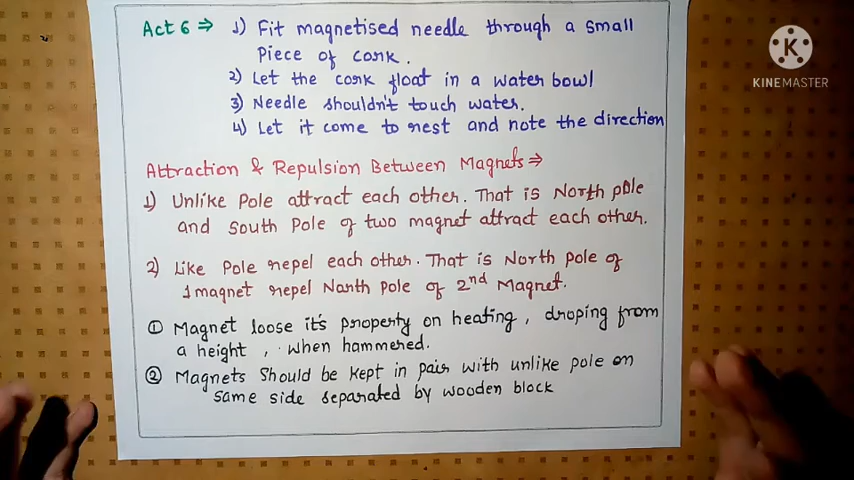 Act 6 ⇒ 1) Fit magnetised needle through a small
Piece of cork.
2) Let the cork float in a water bowl
3) Needle shouldn't touch water.
4) Let it come to rest and note the direction
Attraction & Repulsion Between Magnets ⇒
1) Unlike Pole attract each other. That is North pole
and South Pole of two magnet attract each other.
2) Like Pole repel each other. That is North pole of
1 magnet repel North Pole of 2nd Magnet.
① Magnet loose it's property on heating, droping from
a height, when hammered.
② Magnets should be kept in pair with unlike pole on
same side separated by wooden block
K
KINEMASTER